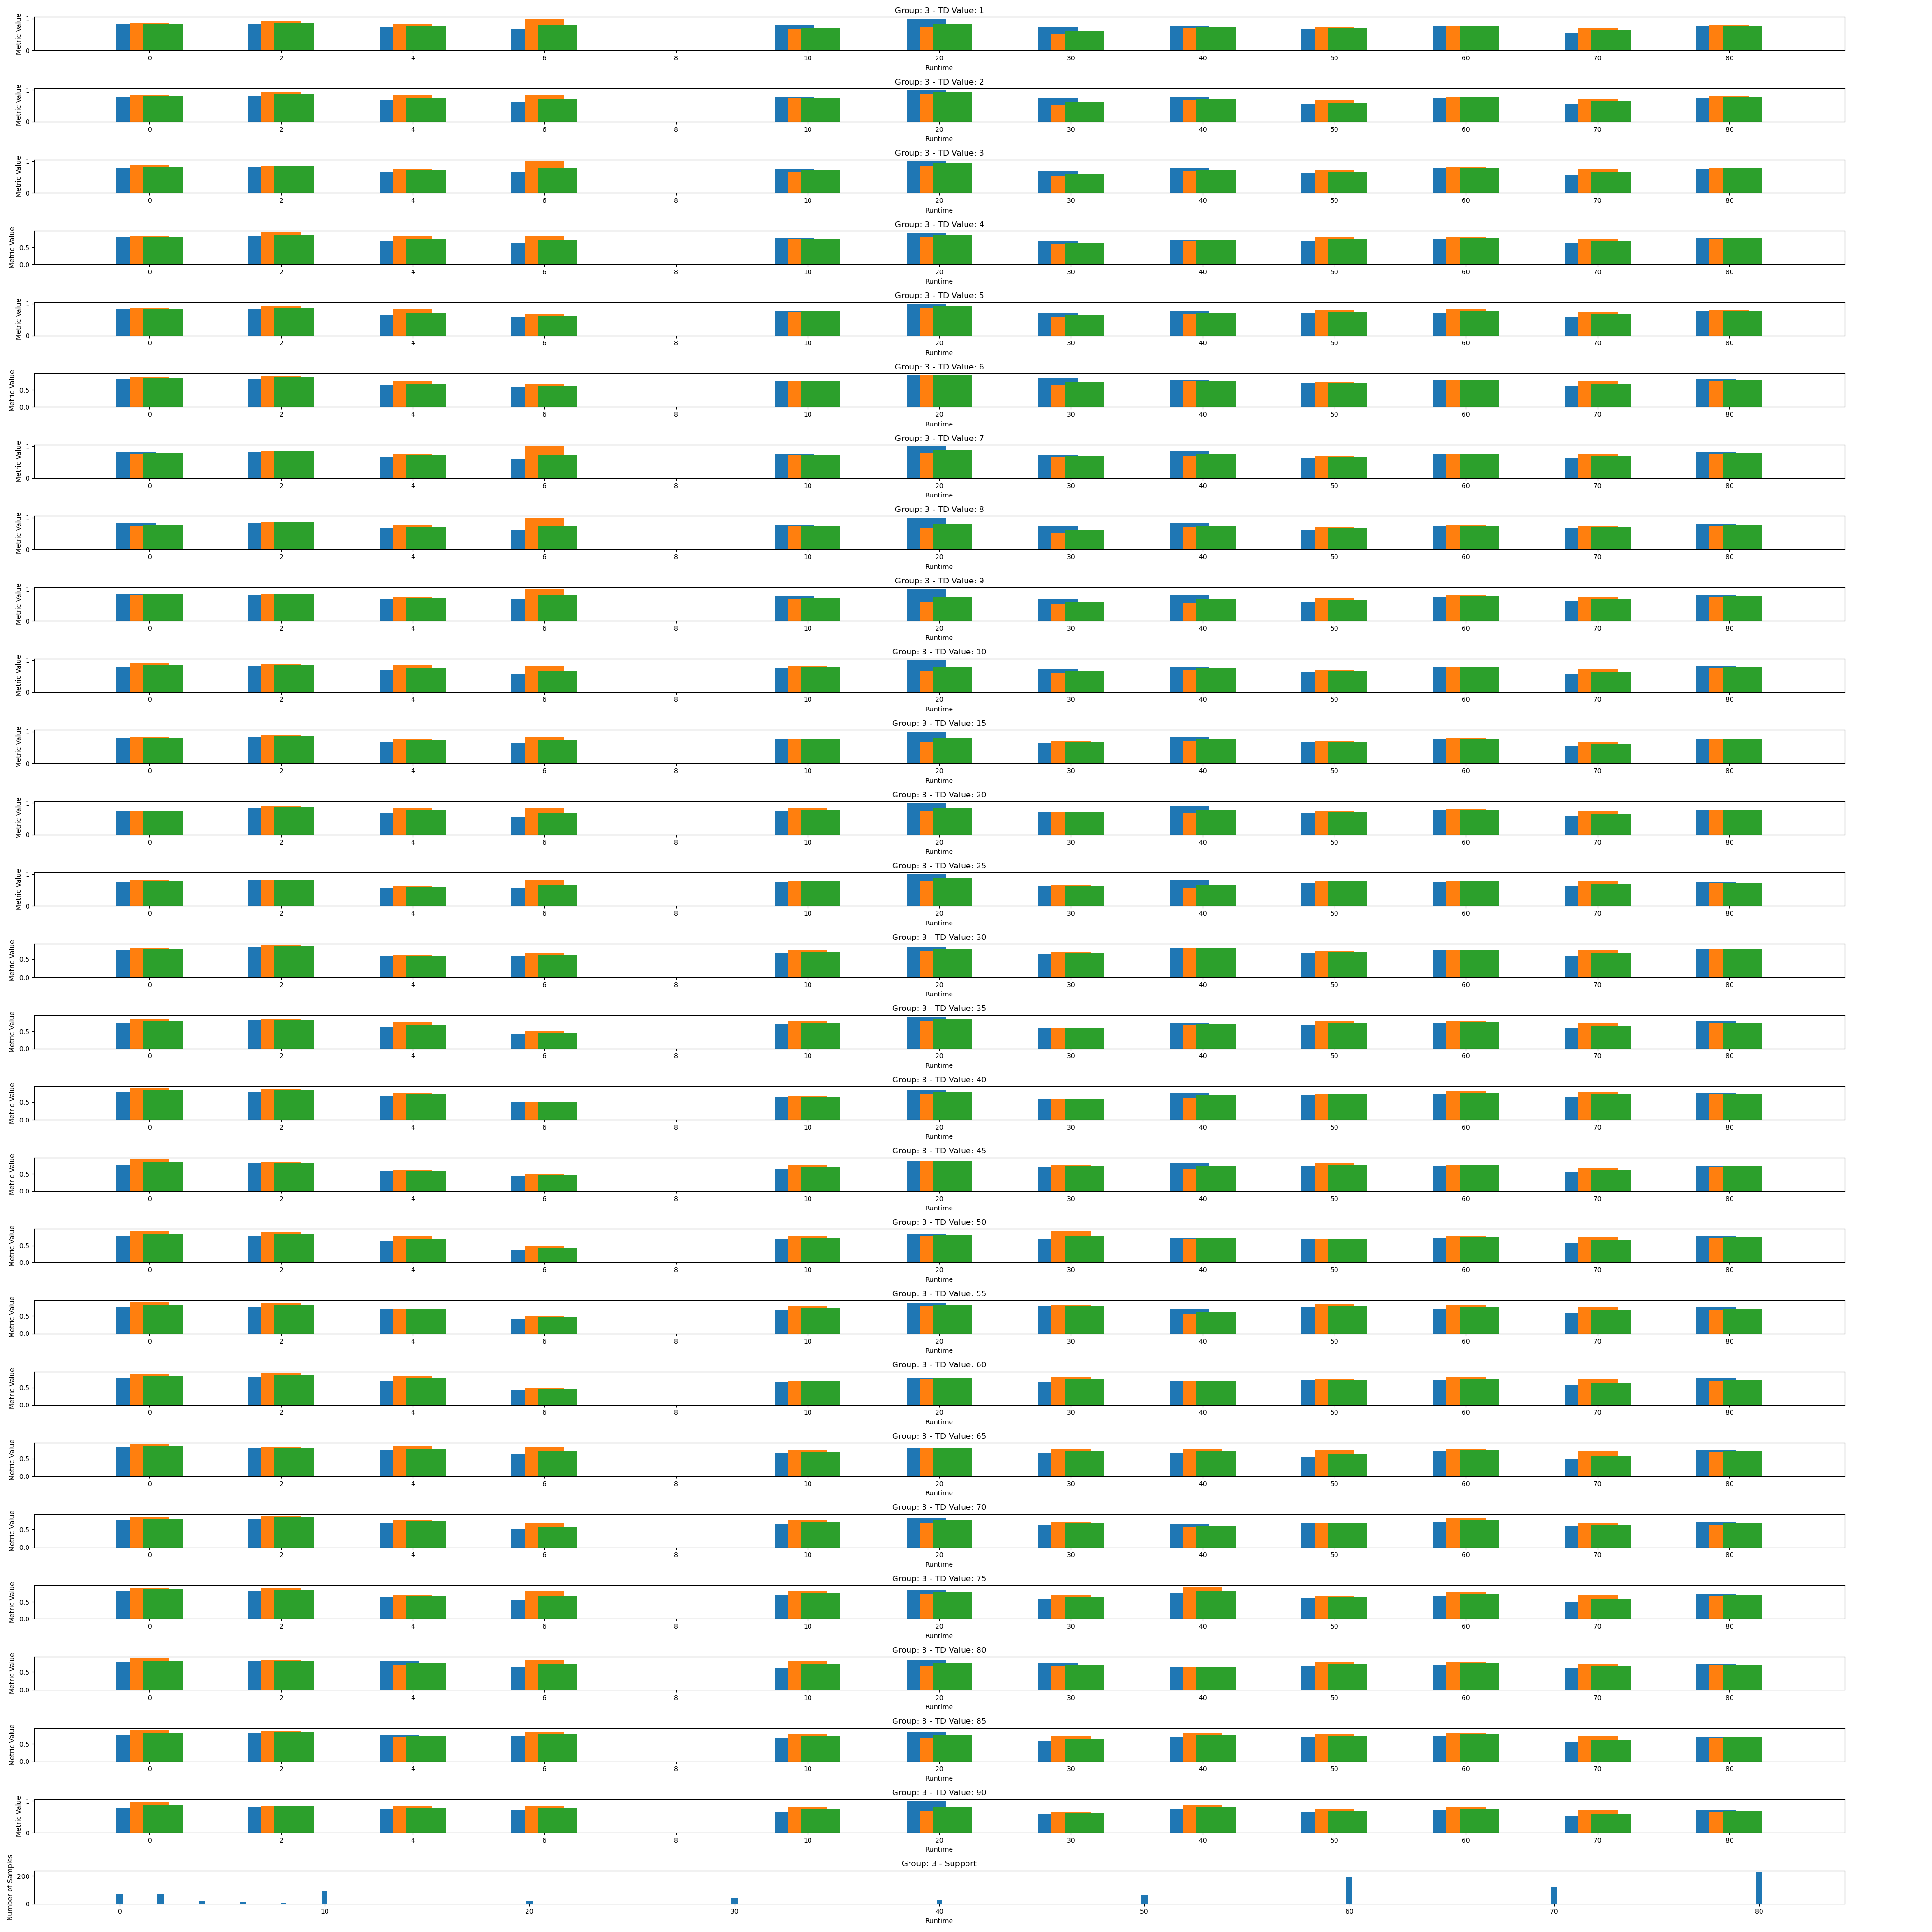 Group: 3 - TD Value: 1
Metric Value
1
0
0 2 4 6 8 10 20 30 40 50 60 70 80
Runtime
Group: 3 - TD Value: 2
Metric Value
1
0
0 2 4 6 8 10 20 30 40 50 60 70 80
Runtime
Group: 3 - TD Value: 3
Metric Value
1
0
0 2 4 6 8 10 20 30 40 50 60 70 80
Runtime
Group: 3 - TD Value: 4
Metric Value
0.5
0.0
0 2 4 6 8 10 20 30 40 50 60 70 80
Runtime
Group: 3 - TD Value: 5
Metric Value
1
0
0 2 4 6 8 10 20 30 40 50 60 70 80
Runtime
Group: 3 - TD Value: 6
Metric Value
0.5
0.0
0 2 4 6 8 10 20 30 40 50 60 70 80
Runtime
Group: 3 - TD Value: 7
Metric Value
1
0
0 2 4 6 8 10 20 30 40 50 60 70 80
Runtime
Group: 3 - TD Value: 8
Metric Value
1
0
0 2 4 6 8 10 20 30 40 50 60 70 80
Runtime
Group: 3 - TD Value: 9
Metric Value
1
0
0 2 4 6 8 10 20 30 40 50 60 70 80
Runtime
Group: 3 - TD Value: 10
Metric Value
1
0
0 2 4 6 8 10 20 30 40 50 60 70 80
Runtime
Group: 3 - TD Value: 15
Metric Value
1
0
0 2 4 6 8 10 20 30 40 50 60 70 80
Runtime
Group: 3 - TD Value: 20
Metric Value
1
0
0 2 4 6 8 10 20 30 40 50 60 70 80
Runtime
Group: 3 - TD Value: 25
Metric Value
1
0
0 2 4 6 8 10 20 30 40 50 60 70 80
Runtime
Group: 3 - TD Value: 30
Metric Value
0.5
0.0
0 2 4 6 8 10 20 30 40 50 60 70 80
Runtime
Group: 3 - TD Value: 35
Metric Value
0.5
0.0
0 2 4 6 8 10 20 30 40 50 60 70 80
Runtime
Group: 3 - TD Value: 40
Metric Value
0.5
0.0
0 2 4 6 8 10 20 30 40 50 60 70 80
Runtime
Group: 3 - TD Value: 45
Metric Value
0.5
0.0
0 2 4 6 8 10 20 30 40 50 60 70 80
Runtime
Group: 3 - TD Value: 50
Metric Value
0.5
0.0
0 2 4 6 8 10 20 30 40 50 60 70 80
Runtime
Group: 3 - TD Value: 55
Metric Value
0.5
0.0
0 2 4 6 8 10 20 30 40 50 60 70 80
Runtime
Group: 3 - TD Value: 60
Metric Value
0.5
0.0
0 2 4 6 8 10 20 30 40 50 60 70 80
Runtime
Group: 3 - TD Value: 65
Metric Value
0.5
0.0
0 2 4 6 8 10 20 30 40 50 60 70 80
Runtime
Group: 3 - TD Value: 70
Metric Value
0.5
0.0
0 2 4 6 8 10 20 30 40 50 60 70 80
Runtime
Group: 3 - TD Value: 75
Metric Value
0.5
0.0
0 2 4 6 8 10 20 30 40 50 60 70 80
Runtime
Group: 3 - TD Value: 80
Metric Value
0.5
0.0
0 2 4 6 8 10 20 30 40 50 60 70 80
Runtime
Group: 3 - TD Value: 85
Metric Value
0.5
0.0
0 2 4 6 8 10 20 30 40 50 60 70 80
Runtime
Group: 3 - TD Value: 90
Metric Value
1
0
0 2 4 6 8 10 20 30 40 50 60 70 80
Runtime
Group: 3 - Support
Number of Samples
200
0
0 10 20 30 40 50 60 70 80
Runtime